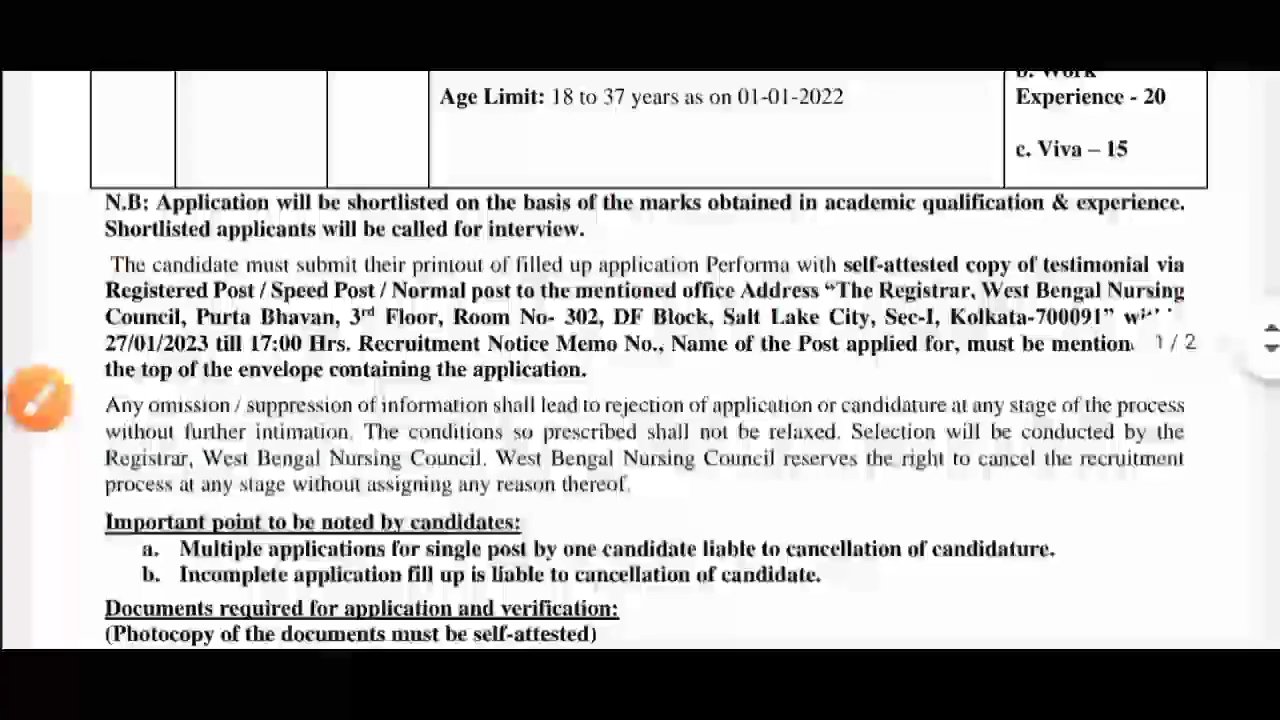 b. Work
Age Limit: 18 to 37 years as on 01-01-2022
Experience - 20
c. Viva – 15
N.B: Application will be shortlisted on the basis of the marks obtained in academic qualification & experience.
Shortlisted applicants will be called for interview.
The candidate must submit their printout of filled up application Performa with self-attested copy of testimonial via
Registered Post / Speed Post / Normal post to the mentioned office Address “The Registrar, West Bengal Nursing
Council, Purta Bhavan, 3rd Floor, Room No- 302, DF Block, Salt Lake City, Sec-I, Kolkata-700091”
27/01/2023 till 17:00 Hrs. Recruitment Notice Memo No., Name of the Post applied for, must be mention
1 / 2
the top of the envelope containing the application.
Any omission / suppression of information shall lead to rejection of application or candidature at any stage of the process
without further intimation. The conditions so prescribed shall not be relaxed. Selection will be conducted by the
Registrar, West Bengal Nursing Council. West Bengal Nursing Council reserves the right to cancel the recruitment
process at any stage without assigning any reason thereof.
Important point to be noted by candidates:
a. Multiple applications for single post by one candidate liable to cancellation of candidature.
b. Incomplete application fill up is liable to cancellation of candidate.
Documents required for application and verification:
(Photocopy of the documents must be self-attested)